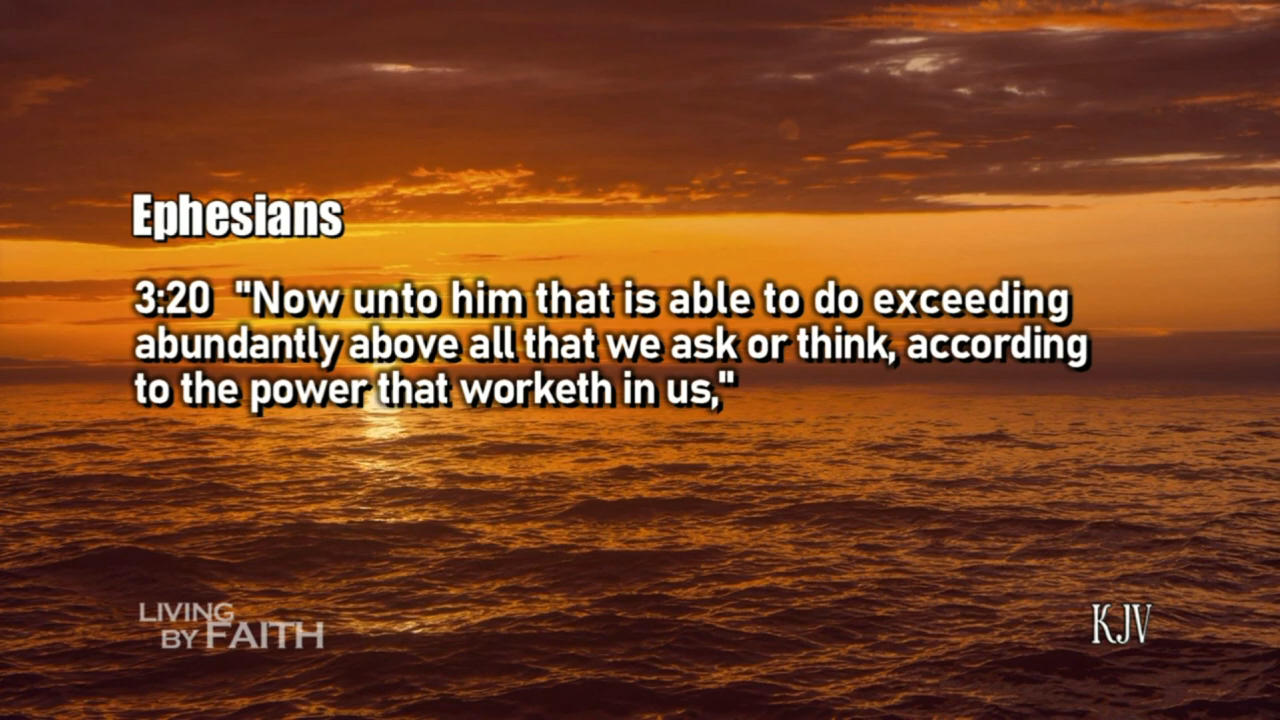 Ephesians
3:20 "Now unto him that is able to do exceeding
abundantly above all that we ask or think, according
to the power that worketh in us,"
LIVING
BY FAITH
KJV